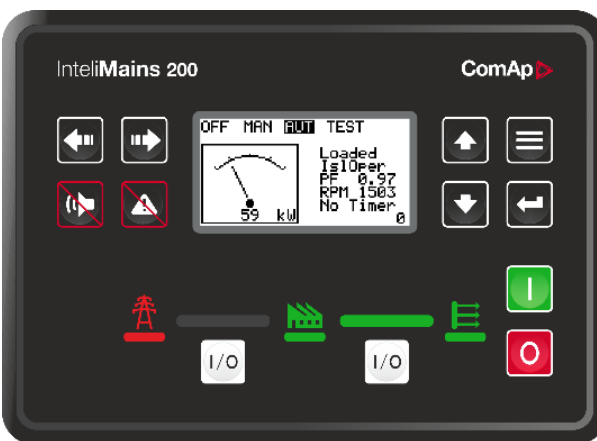 InteliMains 200
ComAp
OFF MAN AUT TEST
Loaded
IslOper
PF 0.97
RPM 1503
No Timer
59 kW
0
I/O
I/O
I
O